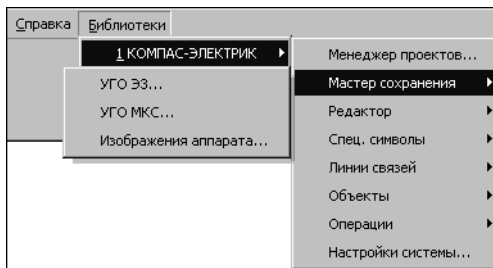 Справка Библиотеки
1 КОМПАС-ЭЛЕКТРИК
Менеджер проектов...
Мастер сохранения
Редактор
Спец. символы
Линии связей
Объекты
Операции
Настройки системы...
УГО ЭЗ...
УГО МКС...
Изображения аппарата...